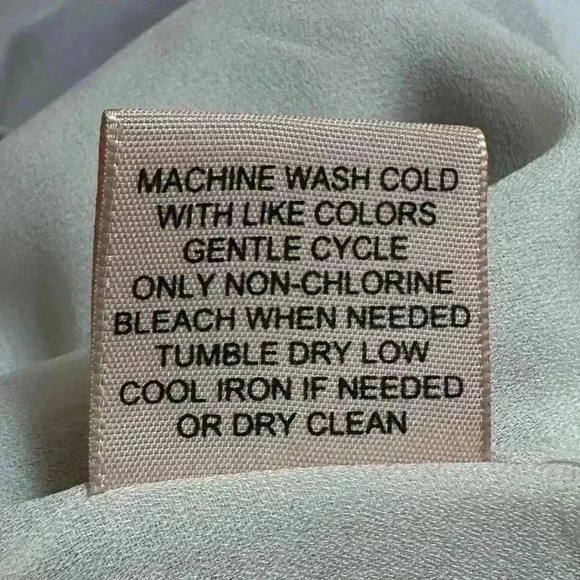 MACHINE WASH COLD
WITH LIKE COLORS
GENTLE CYCLE
ONLY NON-CHLORINE
BLEACH WHEN NEEDED
TUMBLE DRY LOW
COOL IRON IF NEEDED
OR DRY CLEAN